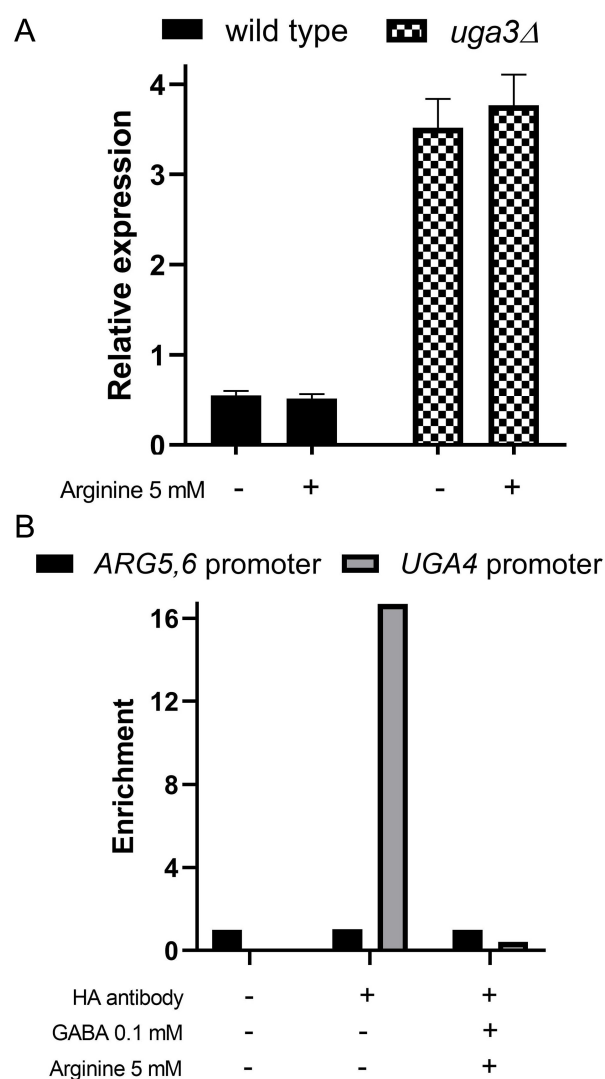 A
wild type uga3Δ
Relative expression
4
3
2
1
0
Arginine 5 mM - + - +
B
ARG5,6 promoter UGA4 promoter
Enrichment
16
12
8
4
0
HA antibody - + +
GABA 0.1 mM - - +
Arginine 5 mM - - +